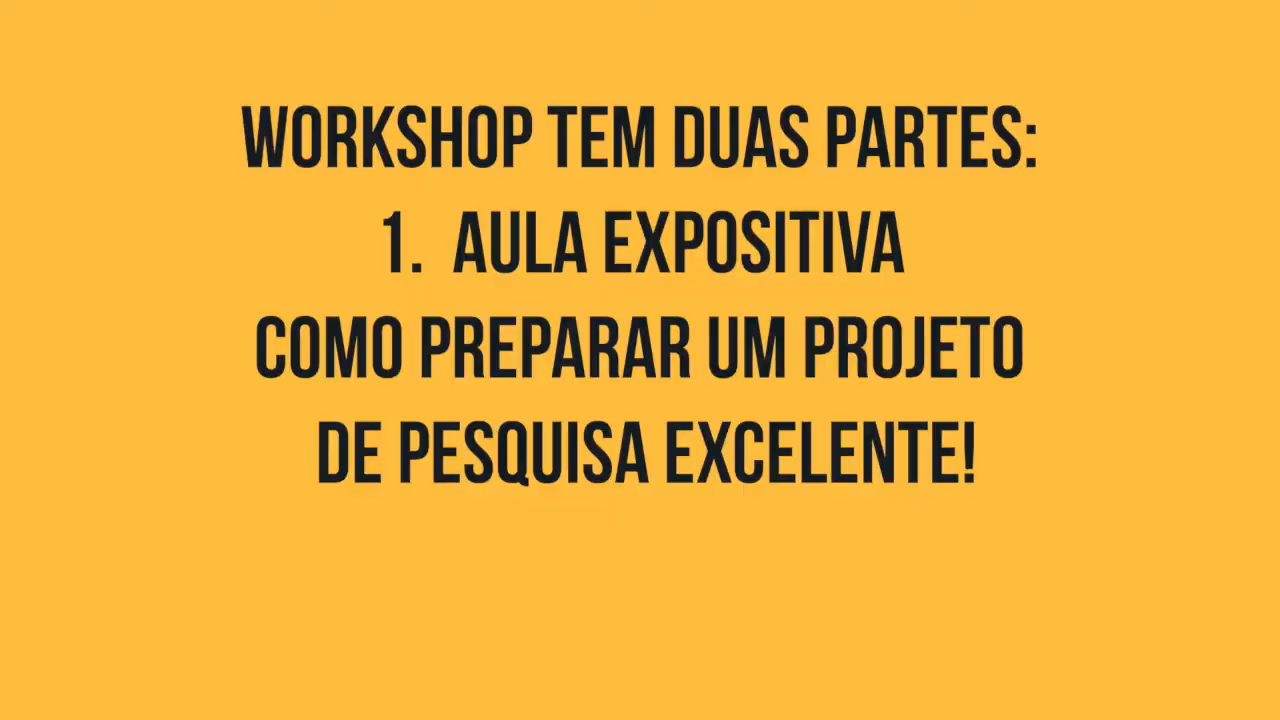 WORKSHOP TEM DUAS PARTES:
1. AULA EXPOSITIVA
COMO PREPARAR UM PROJETO
DE PESQUISA EXCELENTE!